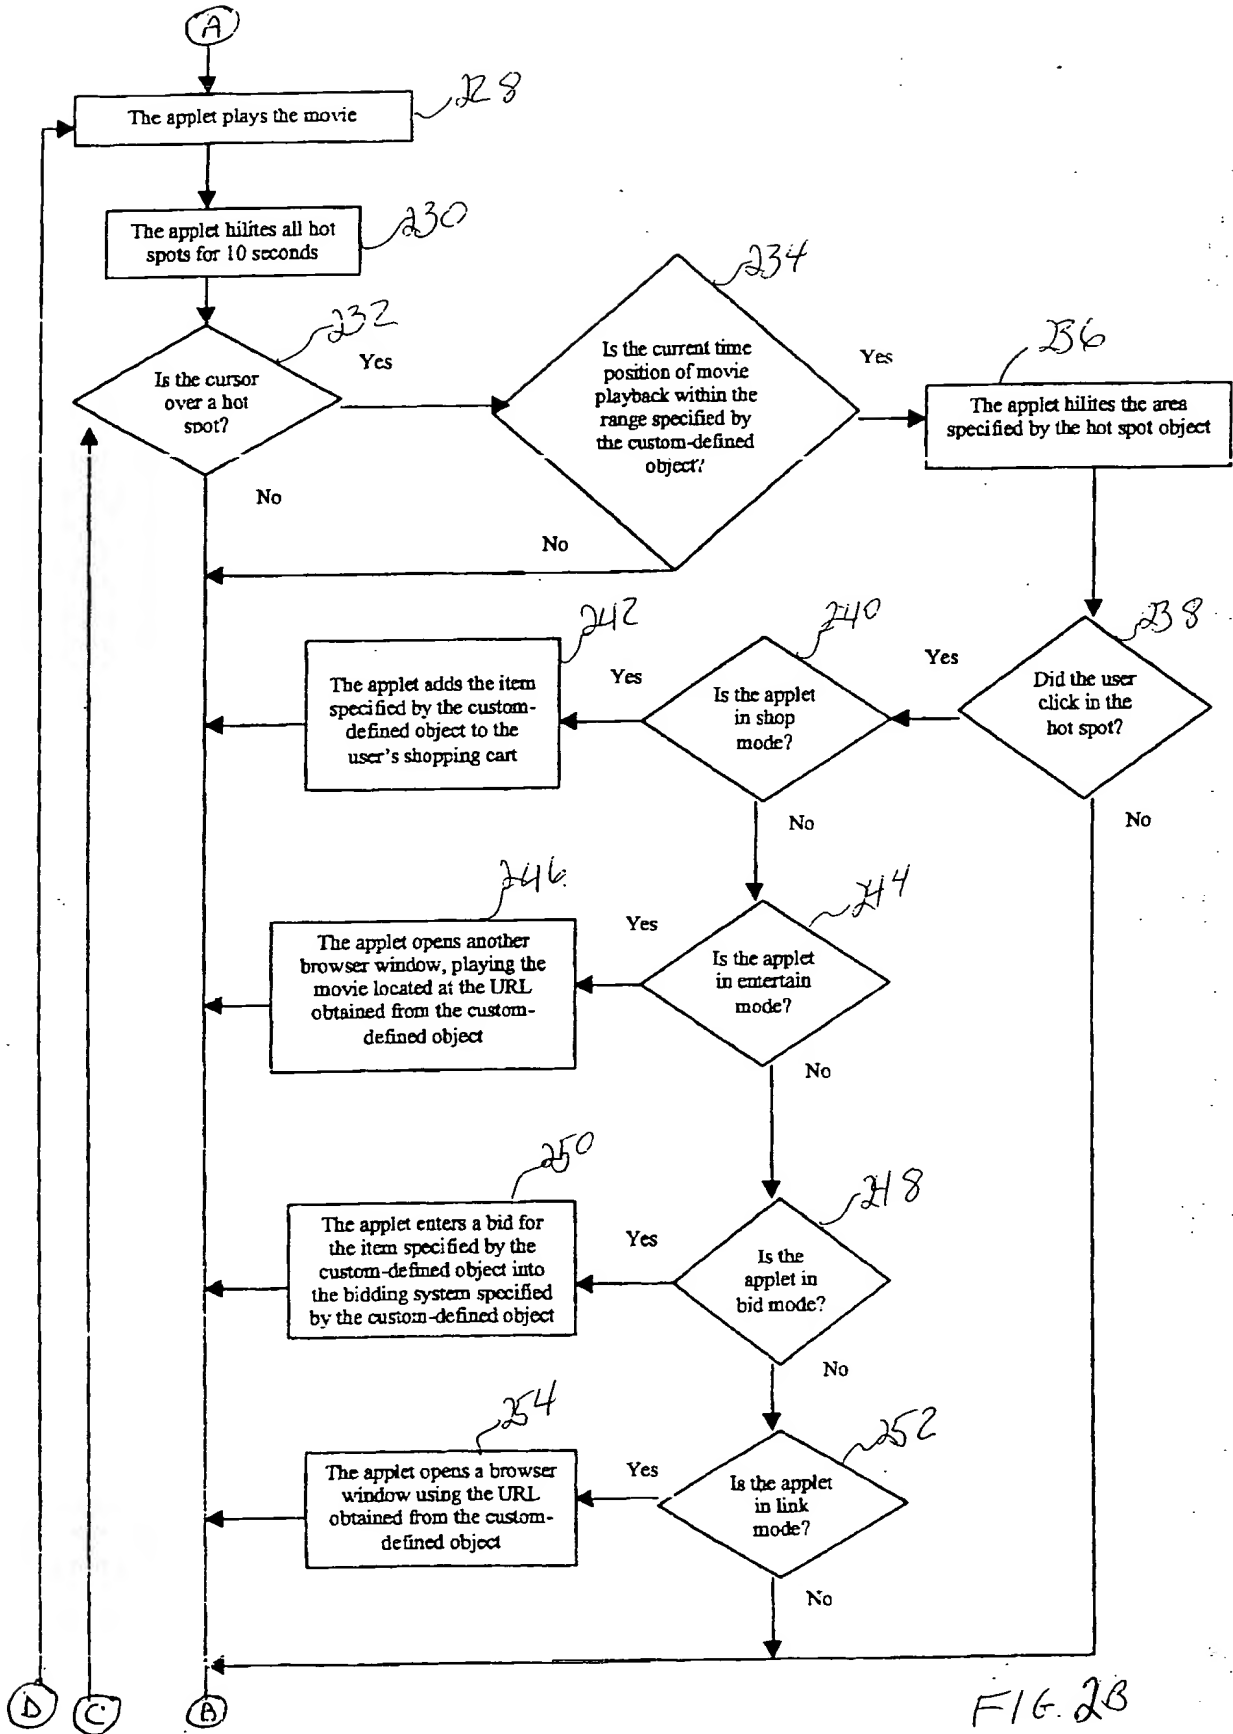 A
228
The applet plays the movie
230
The applet hilites all hot
spots for 10 seconds
234
232
236
Yes
Is the cursor
over a hot
spot?
Is the current time
position of movie
playback within the
range specified by
the custom-defined
object?
Yes
The applet hilites the area
specified by the hot spot object
No
No
242
240
238
The applet adds the item
specified by the custom-
defined object to the
user's shopping cart
Yes
Is the applet
in shop
mode?
Yes
Did the user
click in the
hot spot?
No
No
246
244
The applet opens another
browser window, playing the
movie located at the URL
obtained from the custom-
defined object
Yes
Is the applet
in entertain
mode?
No
250
248
The applet enters a bid for
the item specified by the
custom-defined object into
the bidding system specified
by the custom-defined object
Yes
Is the
applet in
bid mode?
No
254
252
The applet opens a browser
window using the URL
obtained from the custom-
defined object
Yes
Is the applet
in link
mode?
No
D
C
B
FIG. 2B